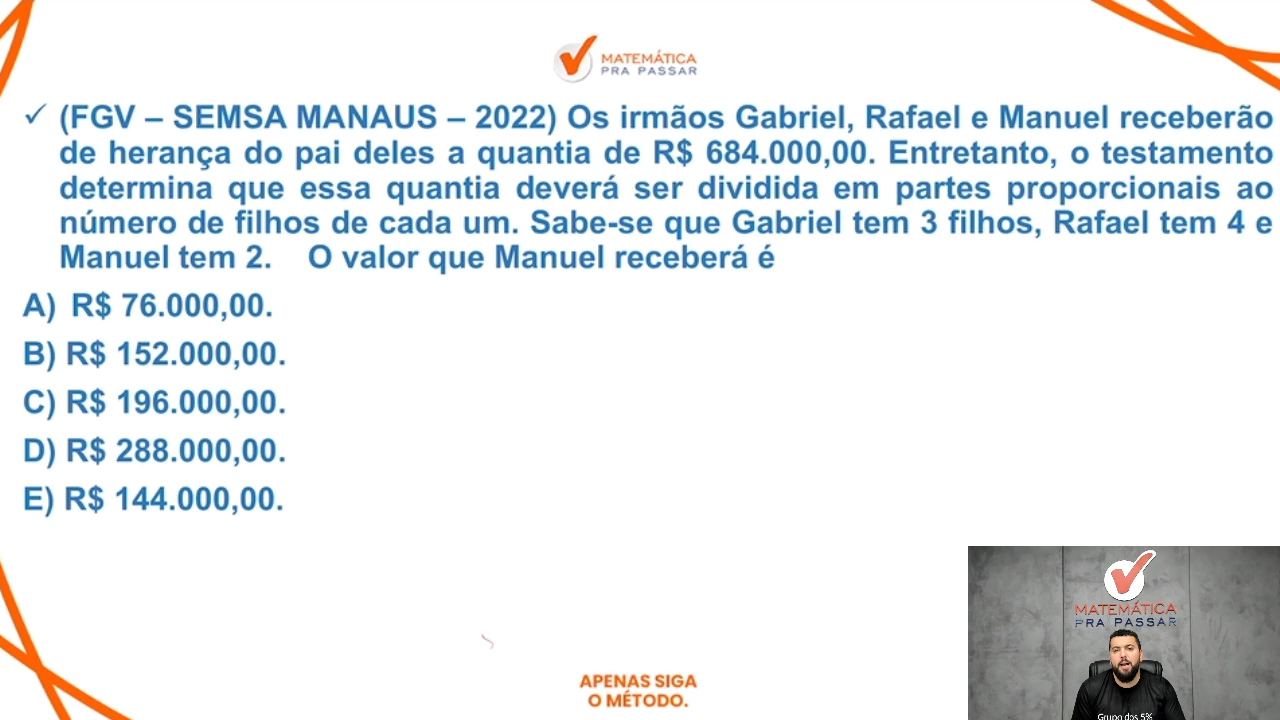 MATEMÁTICA
PRA PASSAR
✓ (FGV – SEMSA MANAUS – 2022) Os irmãos Gabriel, Rafael e Manuel receberão
de herança do pai deles a quantia de R$ 684.000,00. Entretanto, o testamento
determina que essa quantia deverá ser dividida em partes proporcionais ao
número de filhos de cada um. Sabe-se que Gabriel tem 3 filhos, Rafael tem 4 e
Manuel tem 2. O valor que Manuel receberá é
A) R$ 76.000,00.
B) R$ 152.000,00.
C) R$ 196.000,00.
D) R$ 288.000,00.
E) R$ 144.000,00.
MATEMÁTICA
PRA PASSAR
Grupo dos 5%
APENAS SIGA
O MÉTODO.